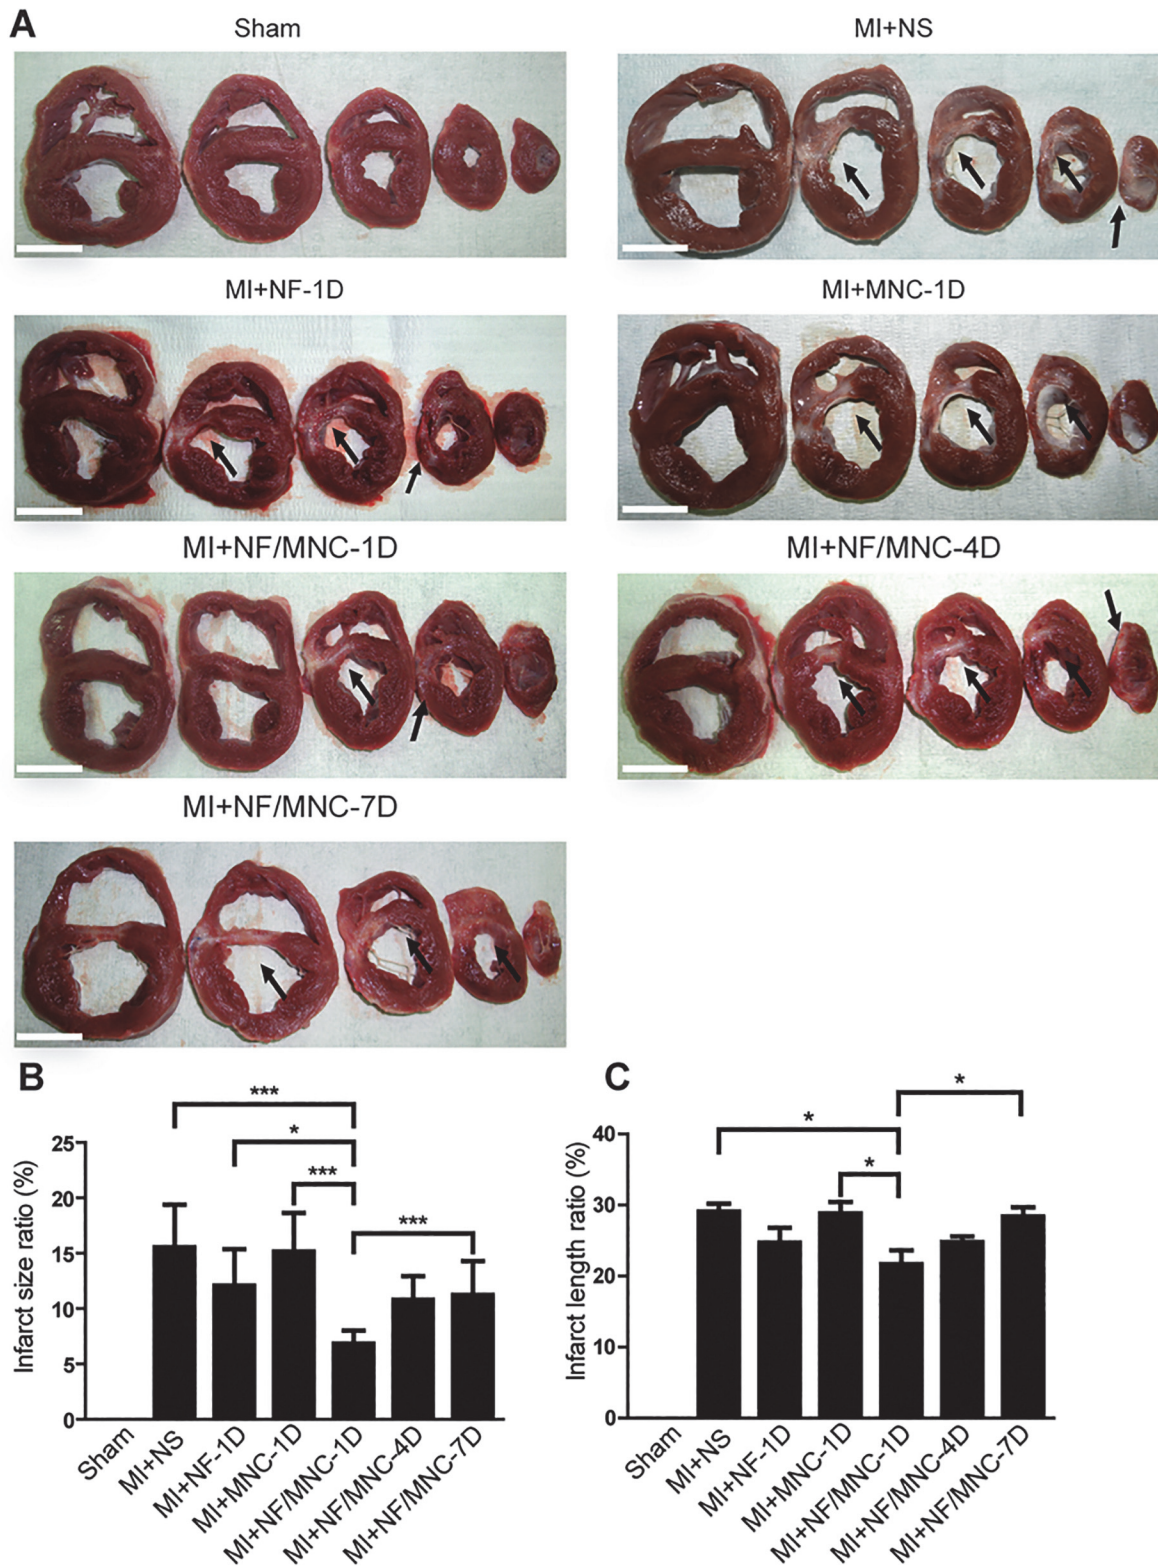 A
Sham
MI+NS
MI+NF-1D
MI+MNC-1D
MI+NF/MNC-1D
MI+NF/MNC-4D
MI+NF/MNC-7D
B
***
*
***
***
25
20
15
10
5
0
Infarct size ratio (%)
Sham
MI+NS
MI+NF-1D
MI+MNC-1D
MI+NF/MNC-1D
MI+NF/MNC-4D
MI+NF/MNC-7D
C
*
*
*
40
30
20
10
0
Infarct length ratio (%)
Sham
MI+NS
MI+NF-1D
MI+MNC-1D
MI+NF/MNC-1D
MI+NF/MNC-4D
MI+NF/MNC-7D